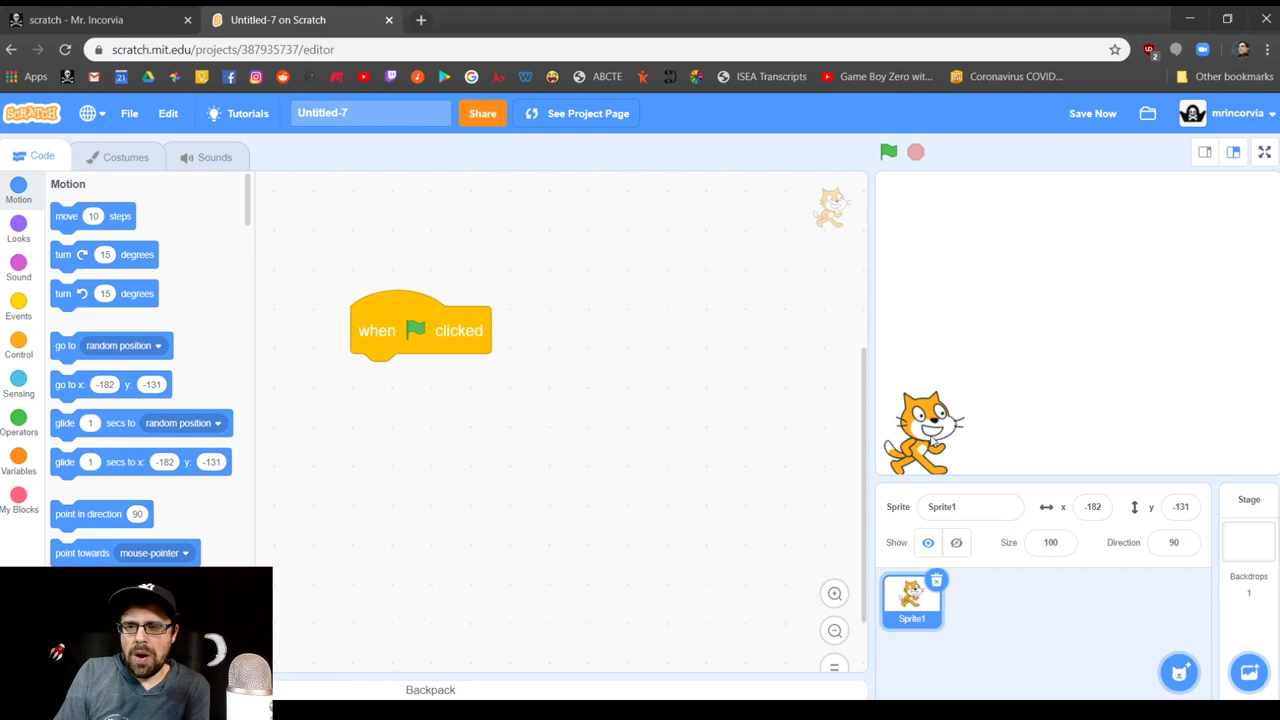 scratch - Mr. Incorvia
Untitled-7 on Scratch
scratch.mit.edu/projects/387935737/editor
2
Apps
31
ABCTE
ISEA Transcripts
Game Boy Zero wit...
Coronavirus COVID...
Other bookmarks
SCRATCH
File
Edit
Tutorials
Untitled-7
Share
See Project Page
Save Now
mrincorvia
Code
Costumes
Sounds
Motion
Looks
Sound
Events
Control
Sensing
Operators
Variables
My Blocks
Motion
move 10 steps
turn 15 degrees
turn 15 degrees
go to random position
go to x: -182 y: -131
glide 1 secs to random position
glide 1 secs to x: -182 y: -131
point in direction 90
point towards mouse-pointer
when clicked
Backpack
Sprite Sprite1 x -182 y -131
Show Size 100 Direction 90
Sprite1
Stage
Backdrops
1